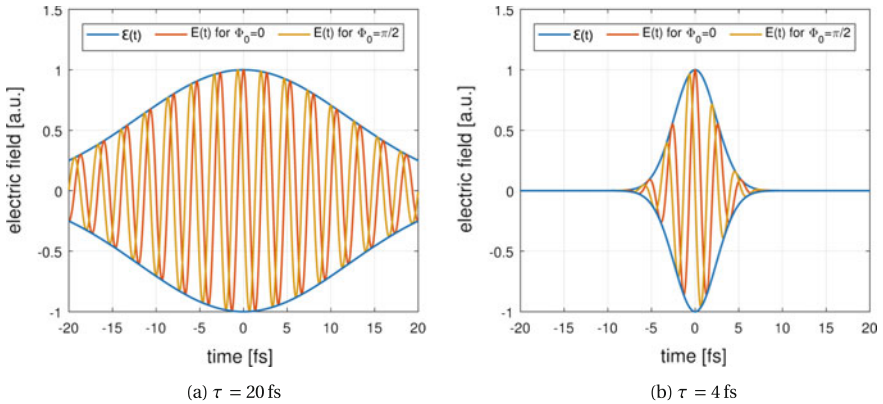 1.5
ε(t) E(t) for Φ₀=0 E(t) for Φ₀=π/2
1
0.5
0
-0.5
-1
electric field [a.u.]
-20 -15 -10 -5 0 5 10 15 20
time [fs]
(a) τ = 20 fs
1.5
ε(t) E(t) for Φ₀=0 E(t) for Φ₀=π/2
1
0.5
0
-0.5
-1
electric field [a.u.]
-20 -15 -10 -5 0 5 10 15 20
time [fs]
(b) τ = 4 fs